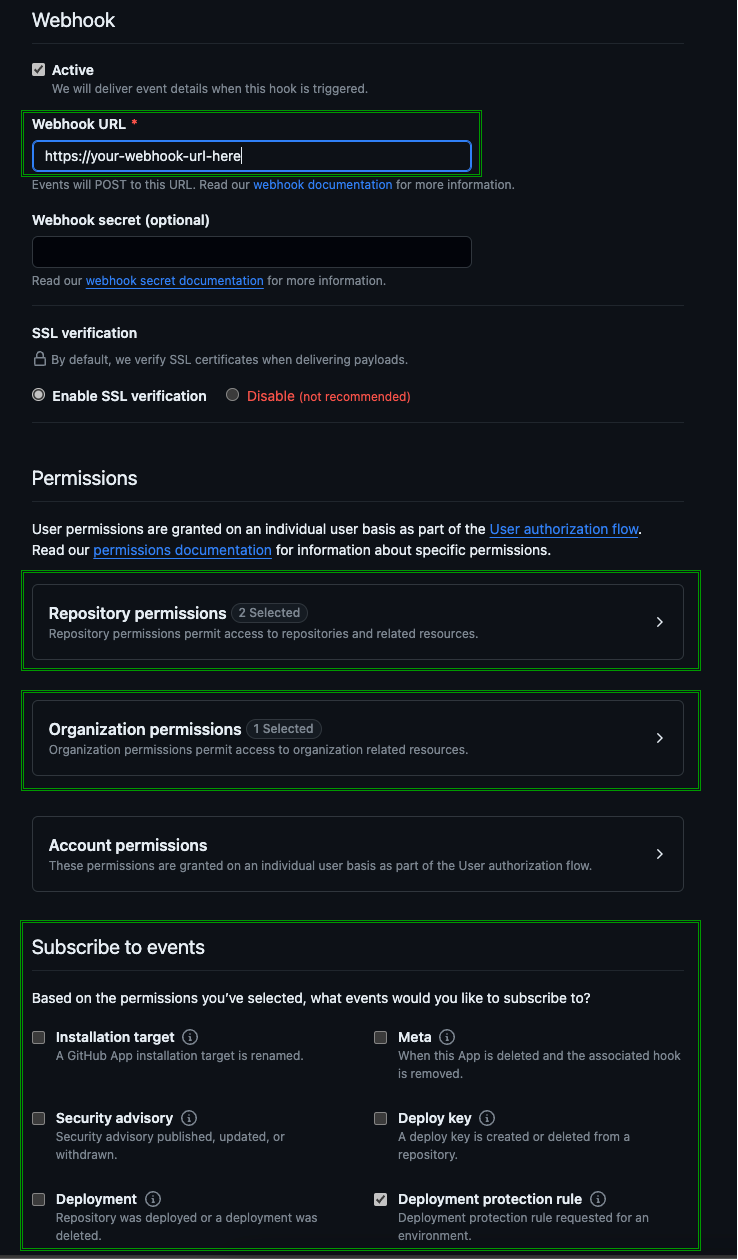 Webhook
Active
We will deliver event details when this hook is triggered.
Webhook URL *
https://your-webhook-url-here
Events will POST to this URL. Read our webhook documentation for more information.
Webhook secret (optional)
Read our webhook secret documentation for more information.
SSL verification
By default, we verify SSL certificates when delivering payloads.
Enable SSL verification Disable (not recommended)
Permissions
User permissions are granted on an individual user basis as part of the User authorization flow.
Read our permissions documentation for information about specific permissions.
Repository permissions 2 Selected
Repository permissions permit access to repositories and related resources.
Organization permissions 1 Selected
Organization permissions permit access to organization related resources.
Account permissions
These permissions are granted on an individual user basis as part of the User authorization flow.
Subscribe to events
Based on the permissions you've selected, what events would you like to subscribe to?
Installation target
A GitHub App installation target is renamed.
Meta
When this App is deleted and the associated hook
is removed.
Security advisory
Security advisory published, updated, or
withdrawn.
Deploy key
A deploy key is created or deleted from a
repository.
Deployment
Repository was deployed or a deployment was
deleted.
Deployment protection rule
Deployment protection rule requested for an
environment.